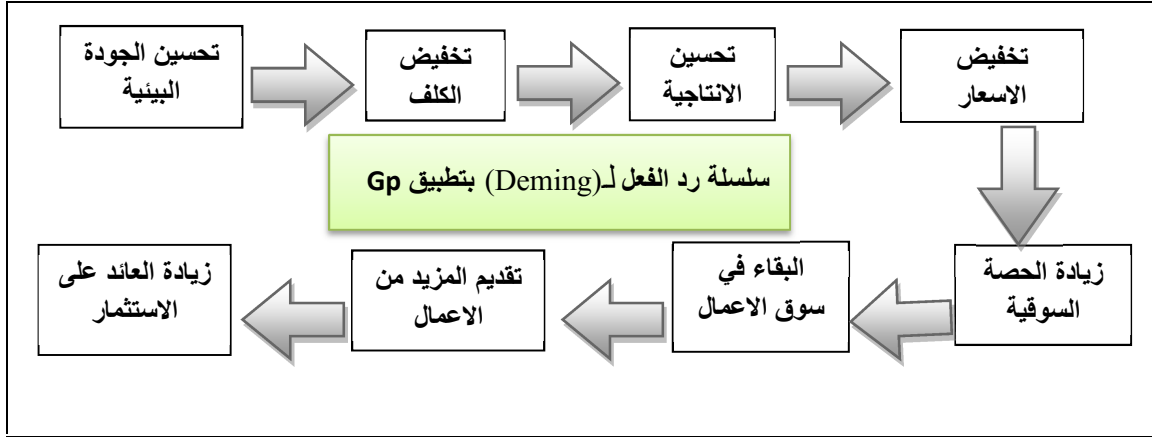 تحسين الجودة
البيئية
تخفيض
الكلف
تحسين
الانتاجية
تخفيض
الاسعار
سلسلة رد الفعل لـ(Deming) بتطبيق Gp
زيادة الحصة
السوقية
البقاء في
سوق الاعمال
تقديم المزيد من
الاعمال
زيادة العائد على
الاستثمار